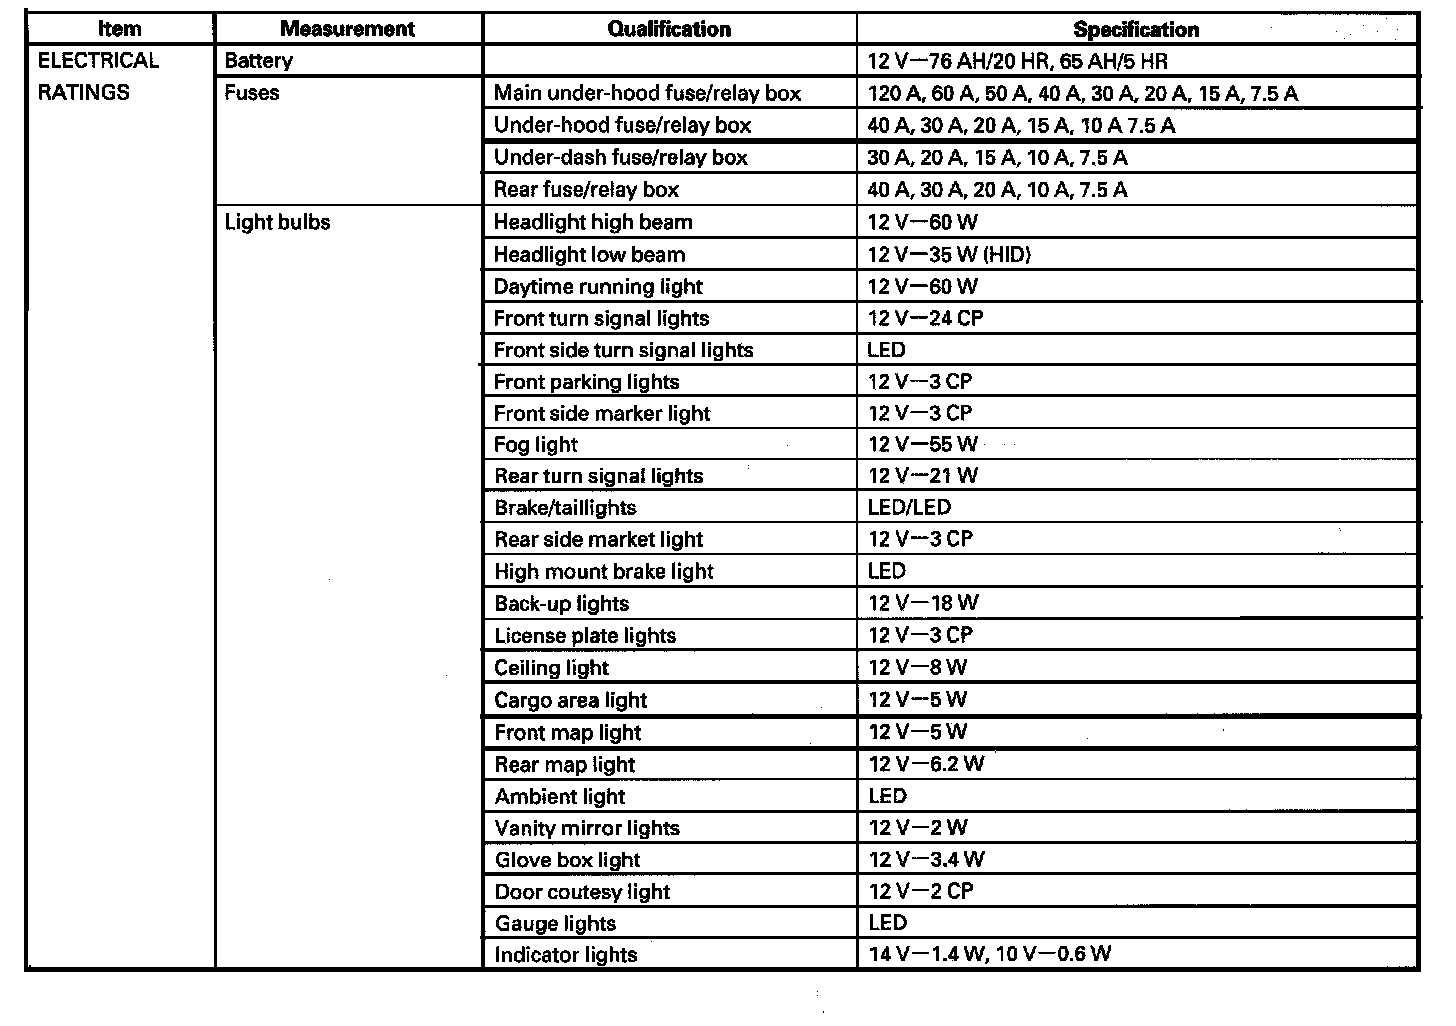 Item Measurement Qualification Specification
ELECTRICAL Battery 12 V—76 AH/20 HR, 65 AH/5 HR
RATINGS Fuses Main under-hood fuse/relay box 120 A, 60 A, 50 A, 40 A, 30 A, 20 A, 15 A, 7.5 A
Under-hood fuse/relay box 40 A, 30 A, 20 A, 15 A, 10 A 7.5 A
Under-dash fuse/relay box 30 A, 20 A, 15 A, 10 A, 7.5 A
Rear fuse/relay box 40 A, 30 A, 20 A, 10 A, 7.5 A
Light bulbs Headlight high beam 12 V—60 W
Headlight low beam 12 V—35 W (HID)
Daytime running light 12 V—60 W
Front turn signal lights 12 V—24 CP
Front side turn signal lights LED
Front parking lights 12 V—3 CP
Front side marker light 12 V—3 CP
Fog light 12 V—55 W
Rear turn signal lights 12 V—21 W
Brake/taillights LED/LED
Rear side market light 12 V—3 CP
High mount brake light LED
Back-up lights 12 V—18 W
License plate lights 12 V—3 CP
Ceiling light 12 V—8 W
Cargo area light 12 V—5 W
Front map light 12 V—5 W
Rear map light 12 V—6.2 W
Ambient light LED
Vanity mirror lights 12 V—2 W
Glove box light 12 V—3.4 W
Door coutesy light 12 V—2 CP
Gauge lights LED
Indicator lights 14 V—1.4 W, 10 V—0.6 W